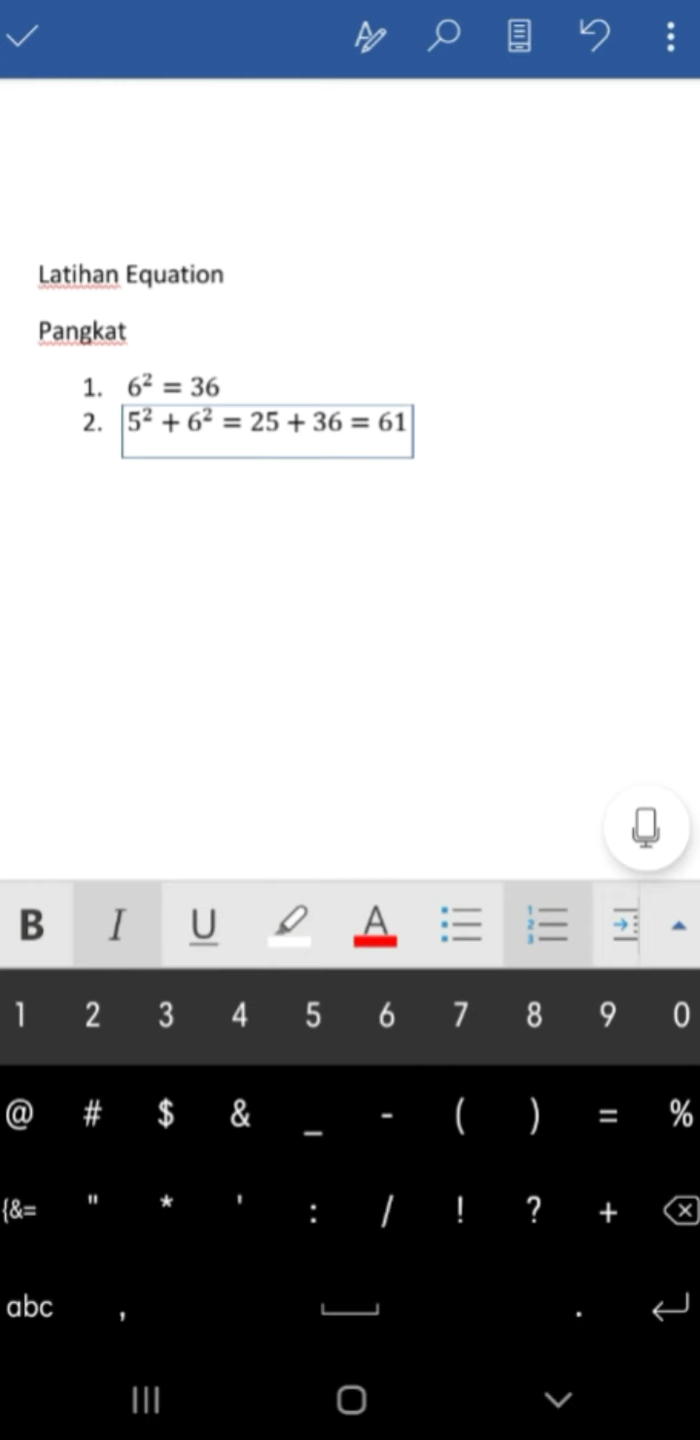 Latihan Equation
Pangkat
1. 6² = 36
2. 5² + 6² = 25 + 36 = 61
B I U A
1 2 3 4 5 6 7 8 9 0
@ # $ & _ - ( ) = %
{&= " * ' : / ! ? +
abc , .